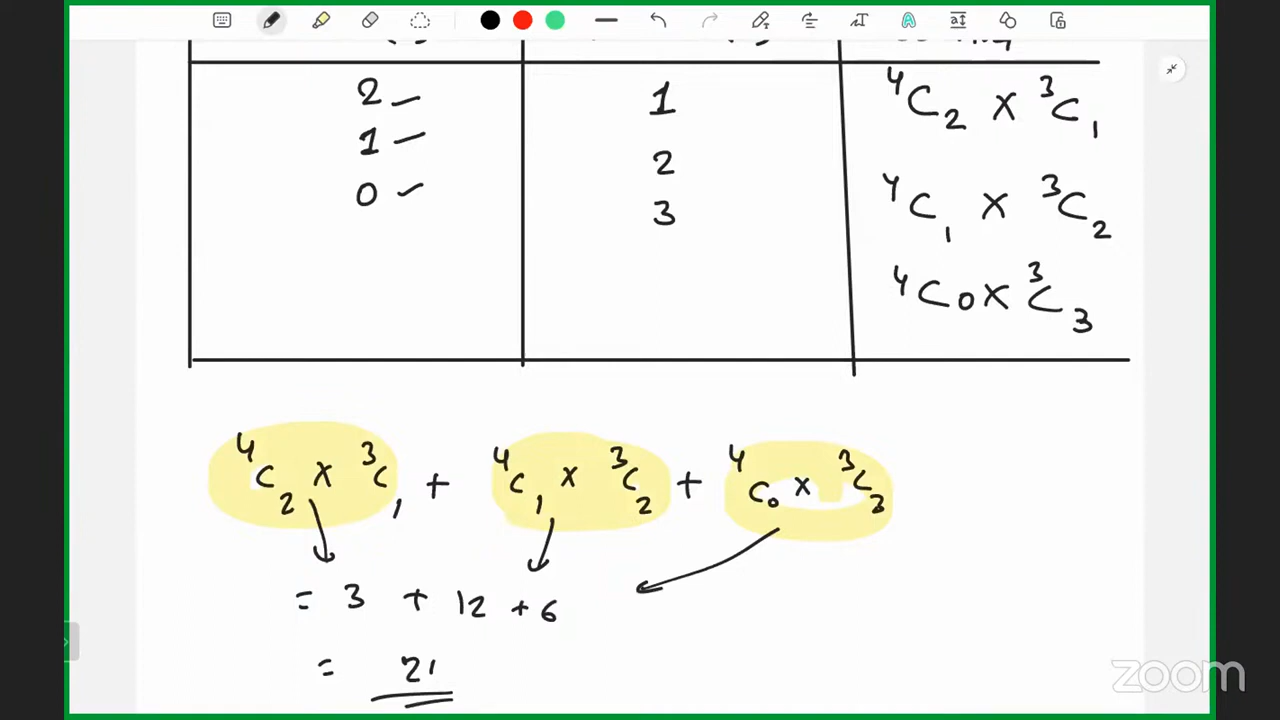 2 1 ⁴C₂ × ³C₁
1 2 ⁴C₁ × ³C₂
0 3 ⁴C₀ × ³C₃
⁴C₂ × ³C₁ + ⁴C₁ × ³C₂ + ⁴C₀ × ³C₃
= 3 + 12 + 6
= 21
zoom